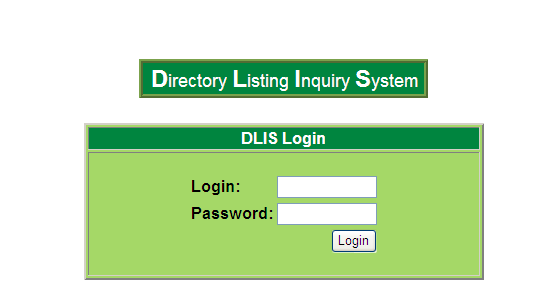 Directory Listing Inquiry System
DLIS Login
Login:
Password:
Login